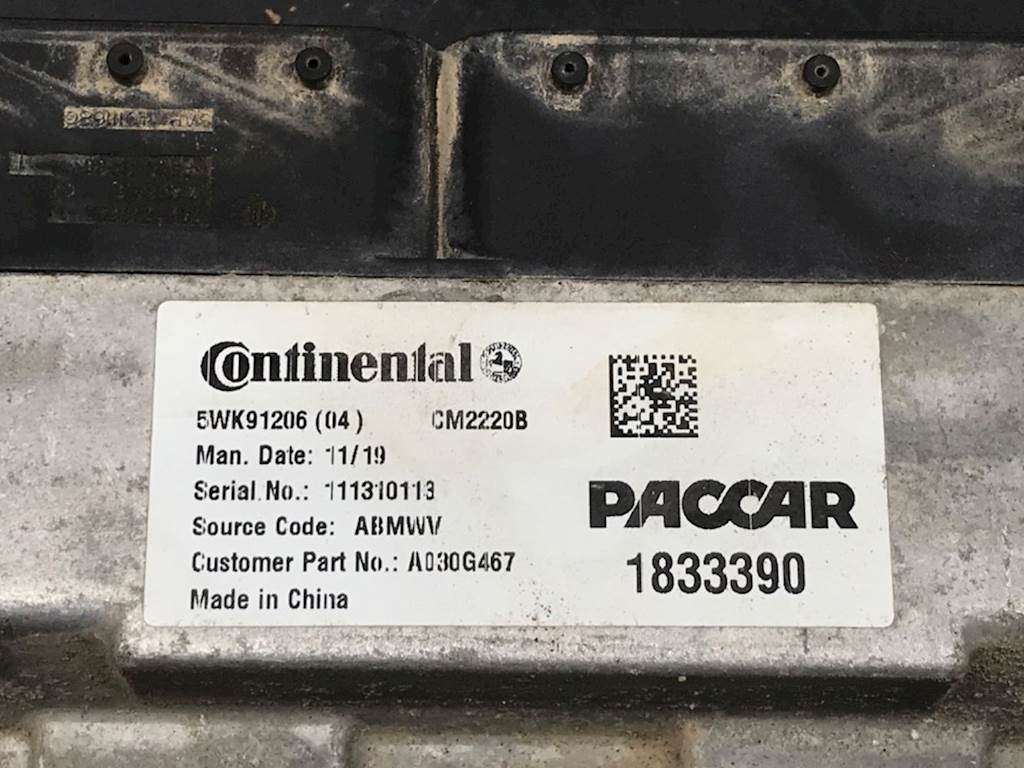 Continental
5WK91206 (04) CM2220B
Man. Date: 11/19
Serial No.: 111310113
Source Code: ABMWV
Customer Part No.: A030G467
Made in China
PACCAR
1833390